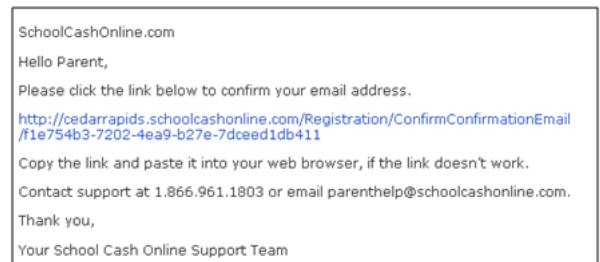 SchoolCashOnline.com
Hello Parent,
Please click the link below to confirm your email address.
http://cedarrapids.schoolcashonline.com/Registration/ConfirmConfirmationEmail
/f1e754b3-7202-4ea9-b27e-7dceed1db411
Copy the link and paste it into your web browser, if the link doesn't work.
Contact support at 1.866.961.1803 or email parenthelp@schoolcashonline.com.
Thank you,
Your School Cash Online Support Team